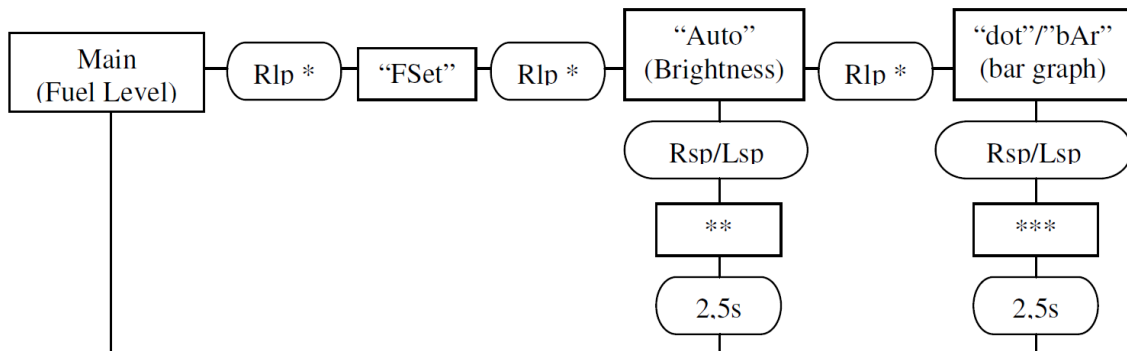 Main
(Fuel Level)
Rlp *
“FSet”
Rlp *
“Auto”
(Brightness)
Rlp *
“dot”/”bAr”
(bar graph)
Rsp/Lsp
Rsp/Lsp
**
***
2,5s
2,5s